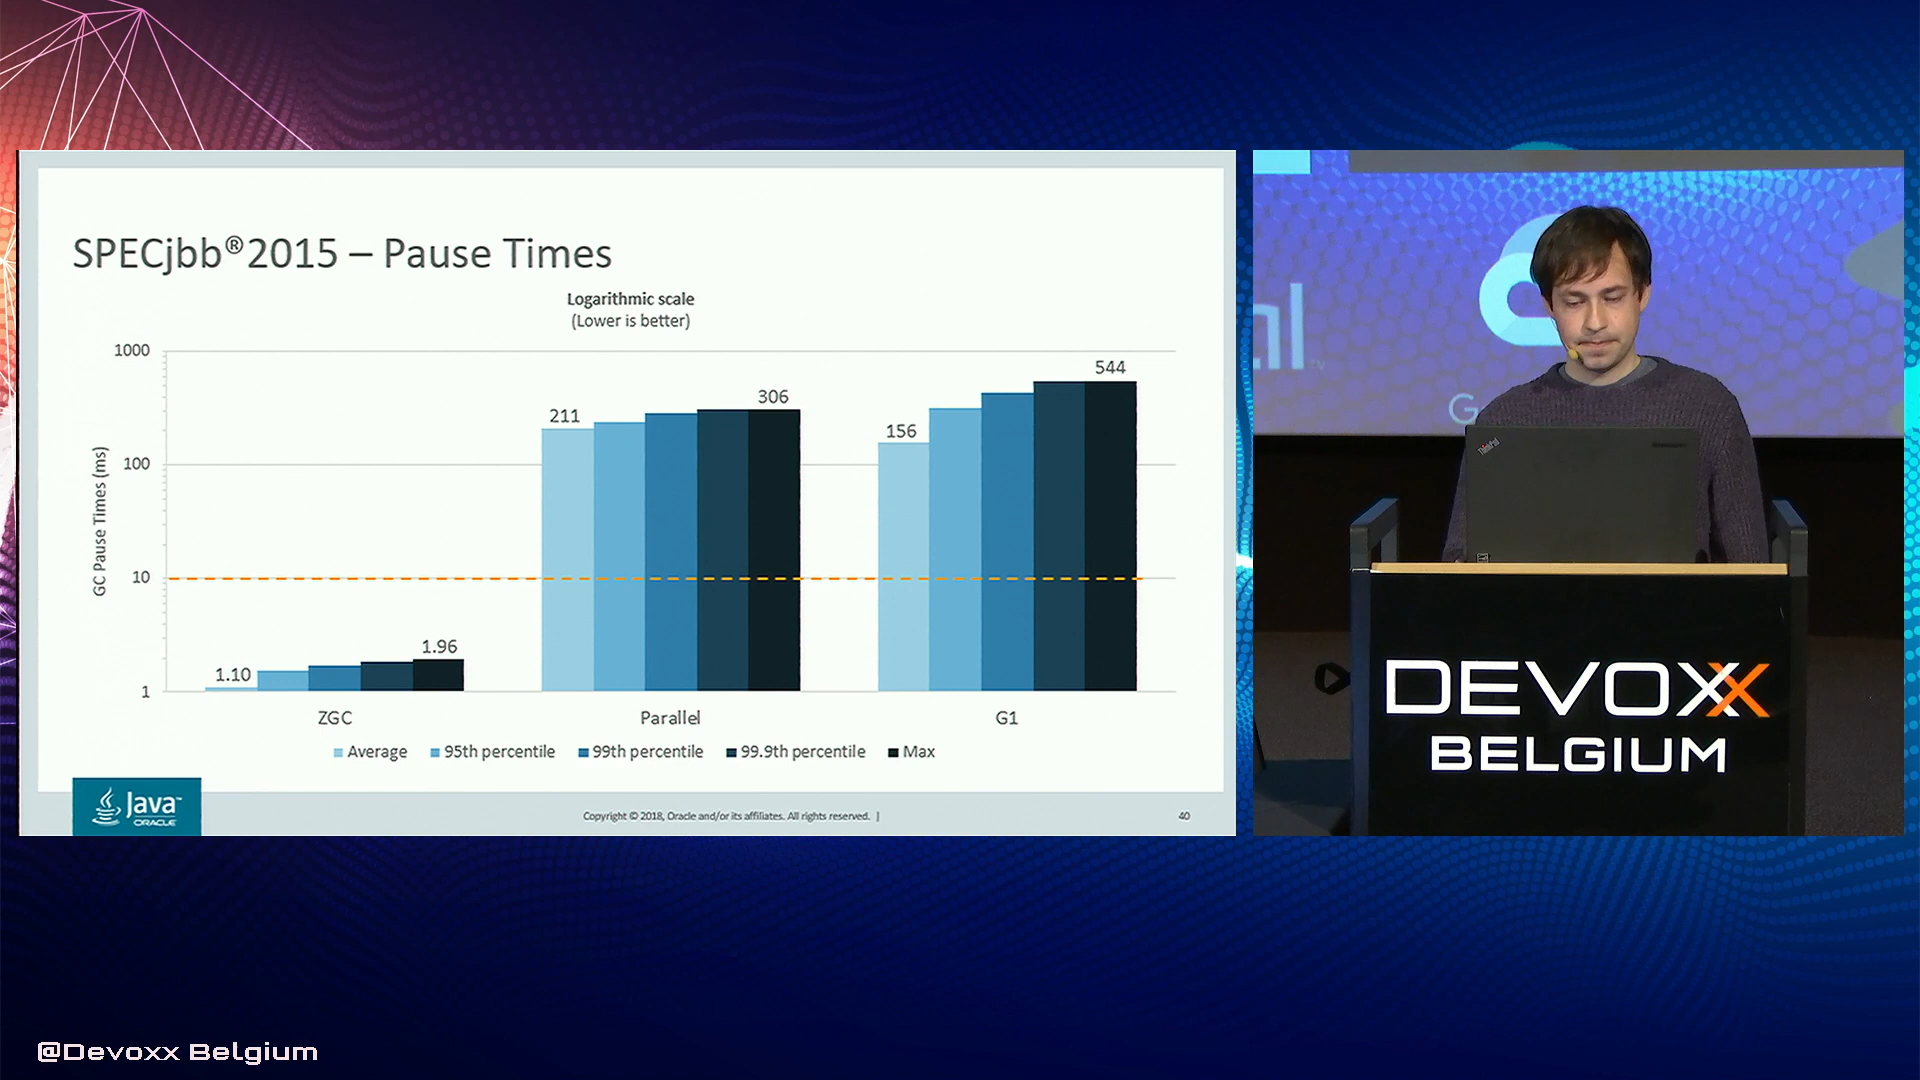 SPECjbb®2015 – Pause Times
Logarithmic scale
(Lower is better)
GC Pause Times (ms)
1000
100
10
1
1.10
1.96
211
306
156
544
ZGC
Parallel
G1
Average
95th percentile
99th percentile
99.9th percentile
Max
Java™
ORACLE
Copyright © 2018, Oracle and/or its affiliates. All rights reserved. |
40
ThinkPad
DEVOXX
BELGIUM
@Devoxx Belgium